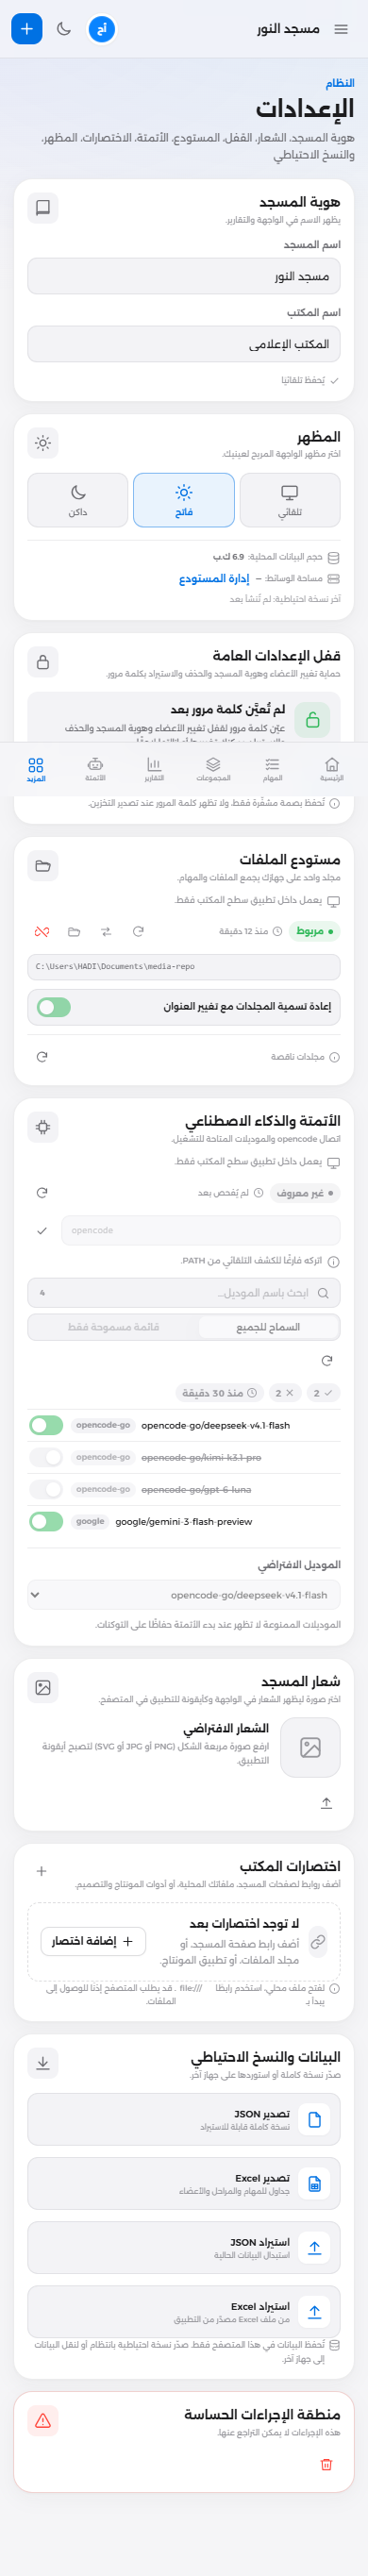 مسجد النور
أح
النظام
الإعدادات
هوية المسجد، الشعار، القفل، المستودع، الأتمتة، الاختصارات، المظهر،
والنسخ الاحتياطي
هوية المسجد
يظهر الاسم في الواجهة والتقارير.
اسم المسجد
مسجد النور
اسم المكتب
المكتب الإعلامي
يُحفظ تلقائيًا
المظهر
اختر مظهر الواجهة المريح لعينيك.
تلقائي
فاتح
داكن
حجم البيانات المحلية: 6.9 ك.ب
مساحة الوسائط: — إدارة المستودع
آخر نسخة احتياطية: لم تُنشأ بعد
قفل الإعدادات العامة
حماية تغيير الأعضاء وهوية المسجد والحذف والاستيراد بكلمة مرور.
لم تُعيَّن كلمة مرور بعد
عيّن كلمة مرور لقفل تغيير الأعضاء وهوية المسجد والحذف
الرئيسية
المهام
المجموعات
التقارير
الأتمتة
المزيد
تُحفظ بصمة مشفّرة فقط، ولا تظهر كلمة المرور عند تصدير التخزين.
مستودع الملفات
مجلد واحد على جهازك يجمع الملفات والمهام.
يعمل داخل تطبيق سطح المكتب فقط.
مربوط
منذ 12 دقيقة
C:\Users\HADI\Documents\media-repo
إعادة تسمية المجلدات مع تغيير العنوان
مجلدات ناقصة
الأتمتة والذكاء الاصطناعي
اتصال opencode والموديلات المتاحة للتشغيل.
يعمل داخل تطبيق سطح المكتب فقط.
غير معروف
لم يُفحص بعد
opencode
اتركه فارغًا للكشف التلقائي من PATH.
ابحث باسم الموديل...
4
السماح للجميع
قائمة مسموحة فقط
2
2
منذ 30 دقيقة
opencode-go/deepseek-v4.1-flash
opencode-go
opencode-go/kimi-k3.1-pro
opencode-go
opencode-go/gpt-6-luna
opencode-go
google/gemini-3-flash-preview
google
الموديل الافتراضي
opencode-go/deepseek-v4.1-flash
الموديلات الممنوعة لا تظهر عند بدء الأتمتة حفاظًا على التوكنات.
شعار المسجد
اختر صورة ليظهر الشعار في الواجهة وكأيقونة للتطبيق في المتصفح.
الشعار الافتراضي
ارفع صورة مربعة الشكل (PNG أو JPG أو SVG) لتصبح أيقونة
التطبيق.
اختصارات المكتب
أضف روابط لصفحات المسجد، ملفاتك المحلية، أو أدوات المونتاج والتصميم.
لا توجد اختصارات بعد
أضف رابط صفحة المسجد، أو
مجلد الملفات، أو تطبيق المونتاج.
إضافة اختصار
لفتح ملف محلي، استخدم رابطًا
يبدأ بـ
file:///
. قد يطلب المتصفح إذنًا للوصول إلى
الملفات.
البيانات والنسخ الاحتياطي
صدّر نسخة كاملة أو استوردها على جهاز آخر.
تصدير JSON
نسخة كاملة قابلة للاستيراد
تصدير Excel
جداول للمهام والمراحل والأعضاء
استيراد JSON
استبدال البيانات الحالية
استيراد Excel
من ملف Excel مصدّر من التطبيق
تُحفظ البيانات في هذا المتصفح فقط. صدّر نسخة احتياطية بانتظام أو لنقل البيانات
إلى جهاز آخر.
منطقة الإجراءات الحساسة
هذه الإجراءات لا يمكن التراجع عنها.